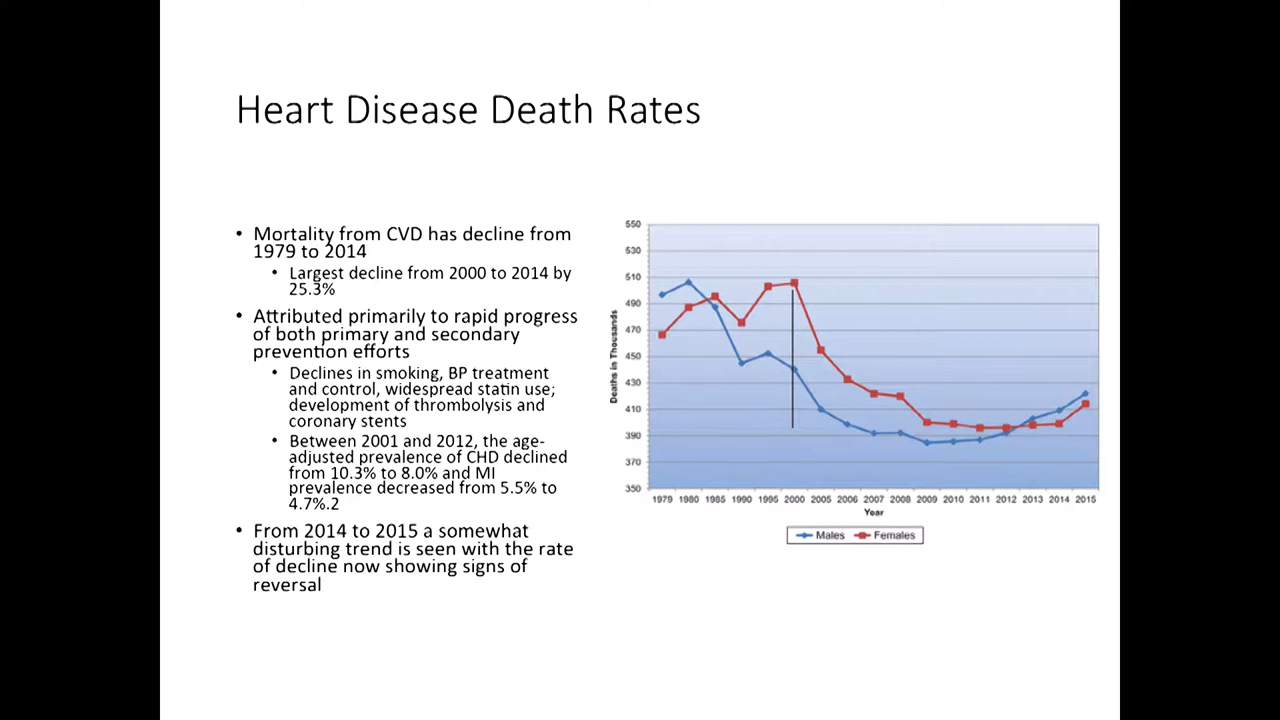 Heart Disease Death Rates
• Mortality from CVD has decline from
1979 to 2014
• Largest decline from 2000 to 2014 by
25.3%
• Attributed primarily to rapid progress
of both primary and secondary
prevention efforts
• Declines in smoking, BP treatment
and control, widespread statin use;
development of thrombolysis and
coronary stents
• Between 2001 and 2012, the age-
adjusted prevalence of CHD declined
from 10.3% to 8.0% and MI
prevalence decreased from 5.5% to
4.7%.2
• From 2014 to 2015 a somewhat
disturbing trend is seen with the rate
of decline now showing signs of
reversal
Deaths in Thousands
550
530
510
490
470
450
430
410
390
370
350
1979 1980 1985 1990 1995 2000 2005 2006 2007 2008 2009 2010 2011 2012 2013 2014 2015
Year
Males Females